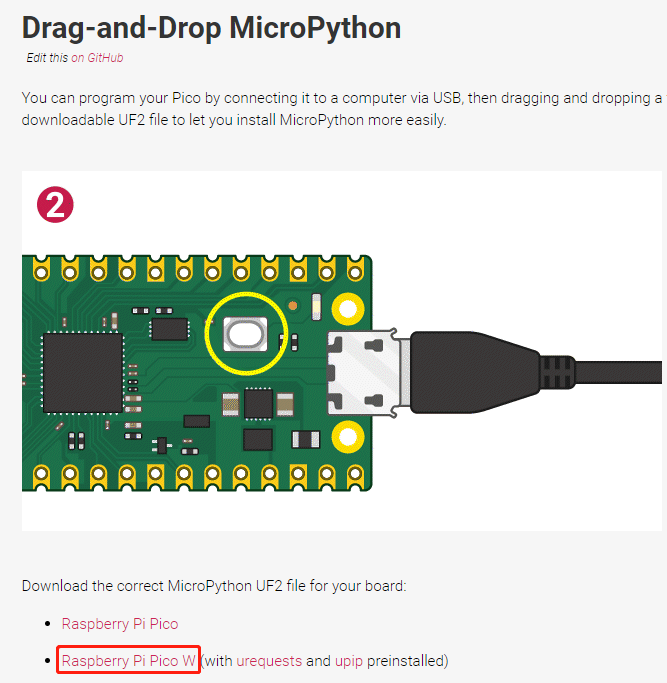 Drag-and-Drop MicroPython
Edit this on GitHub
You can program your Pico by connecting it to a computer via USB, then dragging and dropping a
downloadable UF2 file to let you install MicroPython more easily.
2
Download the correct MicroPython UF2 file for your board:
• Raspberry Pi Pico
• Raspberry Pi Pico W (with urequests and upip preinstalled)